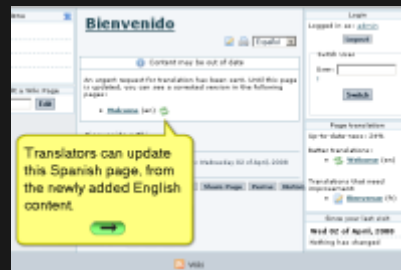 Bienvenido
Español
Content may be out of date
An urgent request for translation has been sent. Until this page
is updated, you can see a corrected version in the following
pages:
Welcome (en)
Translators can update
this Spanish page, from
the newly added English
content.
Wednesday 02 of April, 2008
a Wiki Page
Edit
Login
Logged in as: admin
Logout
Switch User
User:
Switch
Page translation
Up-to-date-ness: 29%
Better translations:
Welcome (en)
Translations that need
improvement:
Bienvenue (fr)
Since your last visit
Wed 02 of April, 2008
Nothing has changed
Wiki